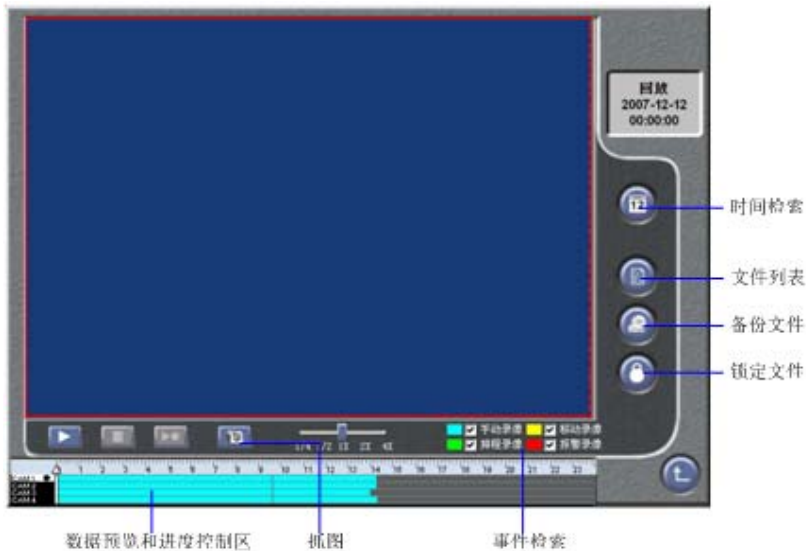 回放
2007-12-12
00:00:00
12
时间检索
文件列表
备份文件
锁定文件
1/4 1/2 1X 2X 4X
手动录像 移动录像
排程录像 报警录像
0 1 2 3 4 5 6 7 8 9 10 11 12 13 14 15 16 17 18 19 20 21 22 23
CAM 1
CAM 2
CAM 3
CAM 4
数据预览和进度控制区 抓图 事件检索